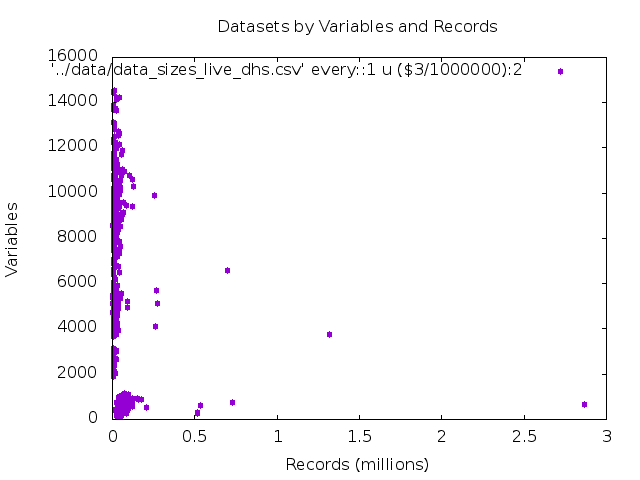 Datasets by Variables and Records
16000
'../data/data_sizes_live_dhs.csv' every::1 u ($3/1000000):2
14000
12000
10000
Variables
8000
6000
4000
2000
0
0 0.5 1 1.5 2 2.5 3
Records (millions)